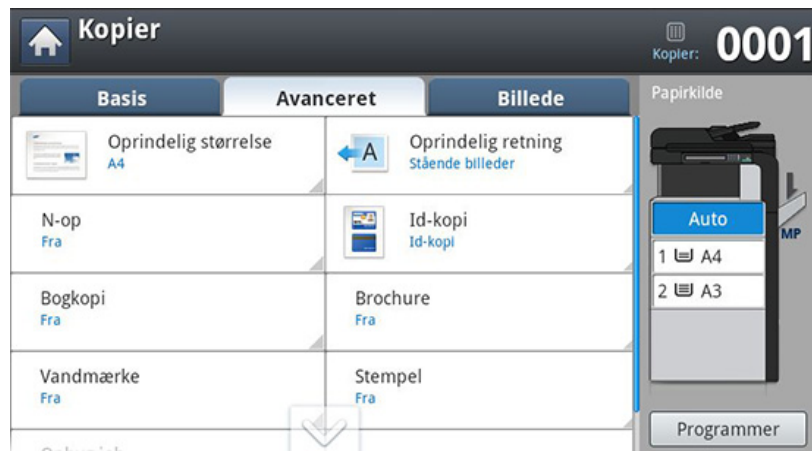 Kopier
Kopier:
0001
Basis
Avanceret
Billede
Papirkilde
Oprindelig størrelse
A4
A
Oprindelig retning
Stående billeder
N-op
Fra
Id-kopi
Id-kopi
Bogkopi
Fra
Brochure
Fra
Vandmærke
Fra
Stempel
Fra
Auto
MP
1 A4
2 A3
Programmer